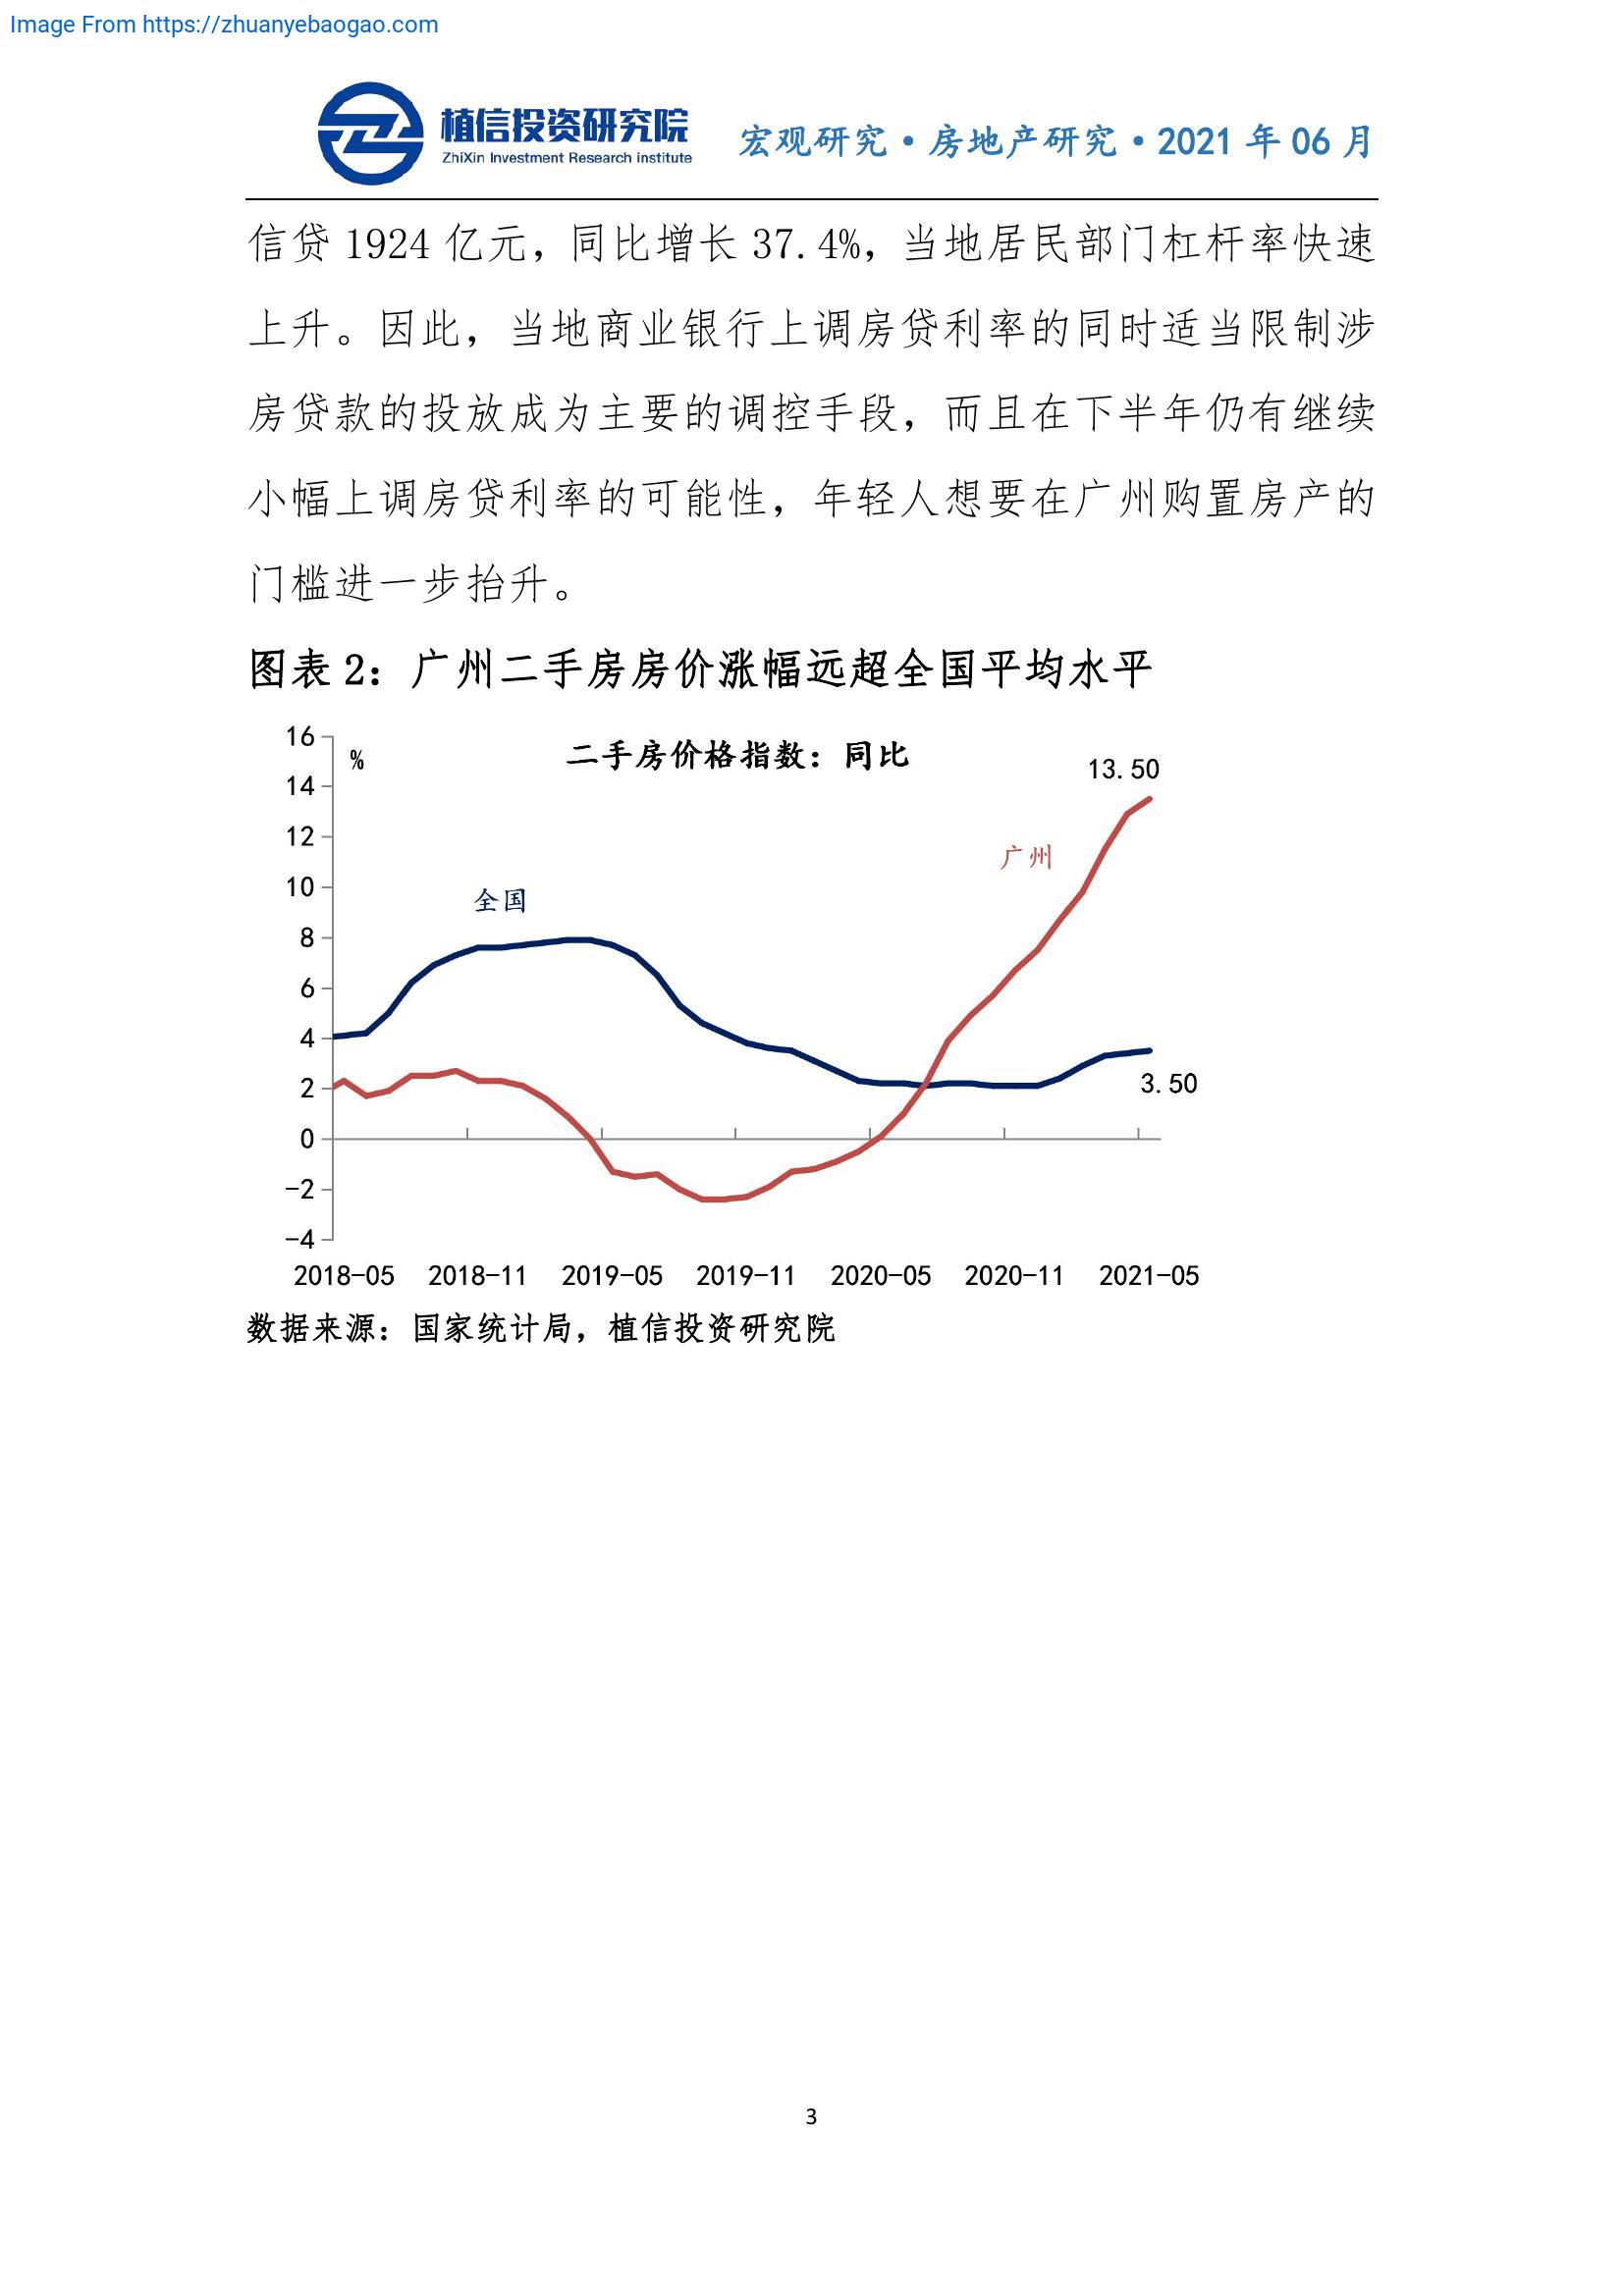 Image From https://zhuanyebaogao.com
植信投资研究院
ZhiXin Investment Research institute
宏观研究·房地产研究·2021 年 06 月
信贷 1924 亿元，同比增长 37.4%，当地居民部门杠杆率快速
上升。因此，当地商业银行上调房贷利率的同时适当限制涉
房贷款的投放成为主要的调控手段，而且在下半年仍有继续
小幅上调房贷利率的可能性，年轻人想要在广州购置房产的
门槛进一步抬升。
图表 2：广州二手房房价涨幅远超全国平均水平
二手房价格指数：同比
%
16
14
12
10
8
6
4
2
0
-2
-4
13.50
广州
全国
3.50
2018-05 2018-11 2019-05 2019-11 2020-05 2020-11 2021-05
数据来源：国家统计局，植信投资研究院
3